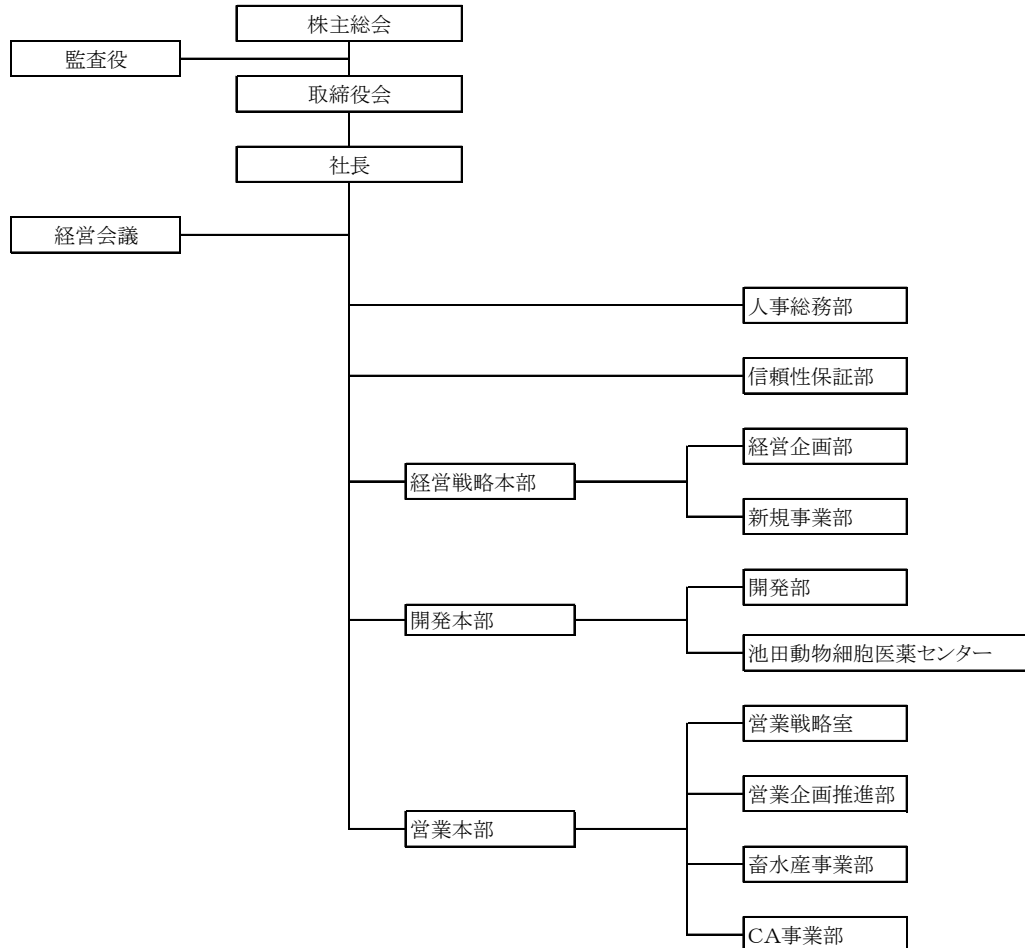 株主総会
監査役
取締役会
社長
経営会議
人事総務部
信頼性保証部
経営企画部
経営戦略本部
新規事業部
開発部
開発本部
池田動物細胞医薬センター
営業戦略室
営業企画推進部
営業本部
畜水産事業部
CA事業部